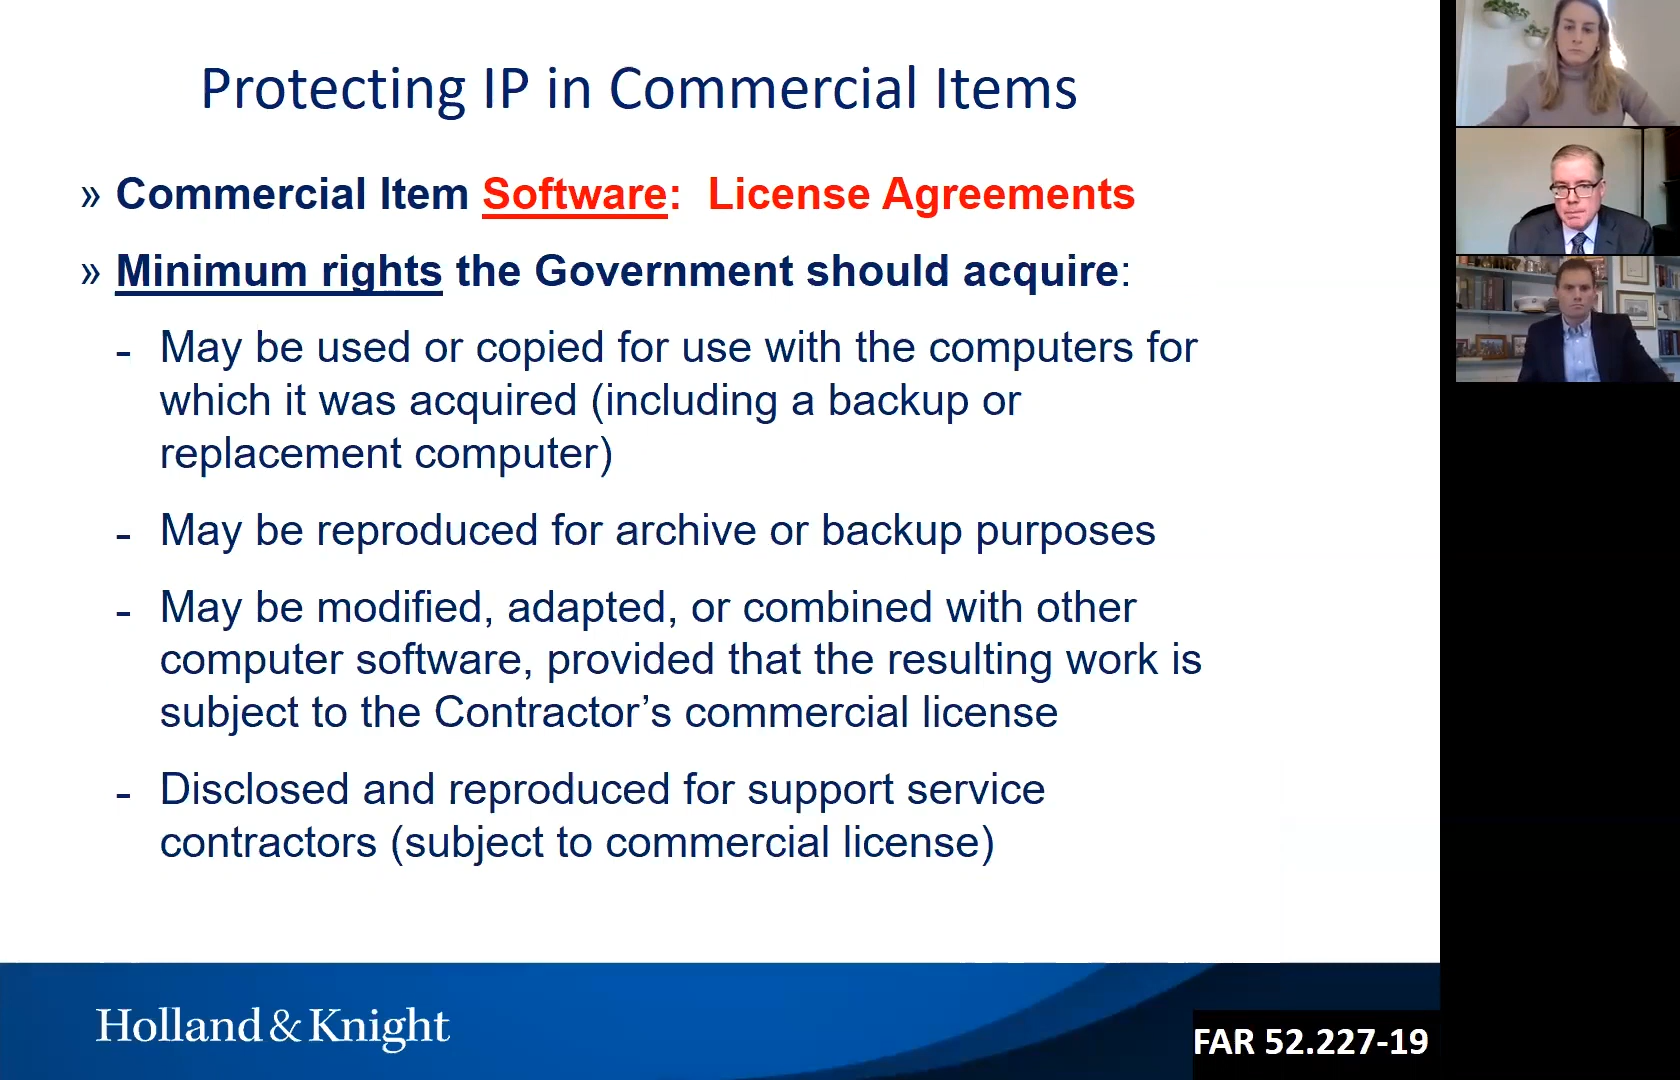 Protecting IP in Commercial Items
» Commercial Item Software: License Agreements
» Minimum rights the Government should acquire:
- May be used or copied for use with the computers for
which it was acquired (including a backup or
replacement computer)
- May be reproduced for archive or backup purposes
- May be modified, adapted, or combined with other
computer software, provided that the resulting work is
subject to the Contractor’s commercial license
- Disclosed and reproduced for support service
contractors (subject to commercial license)
Holland & Knight
FAR 52.227-19